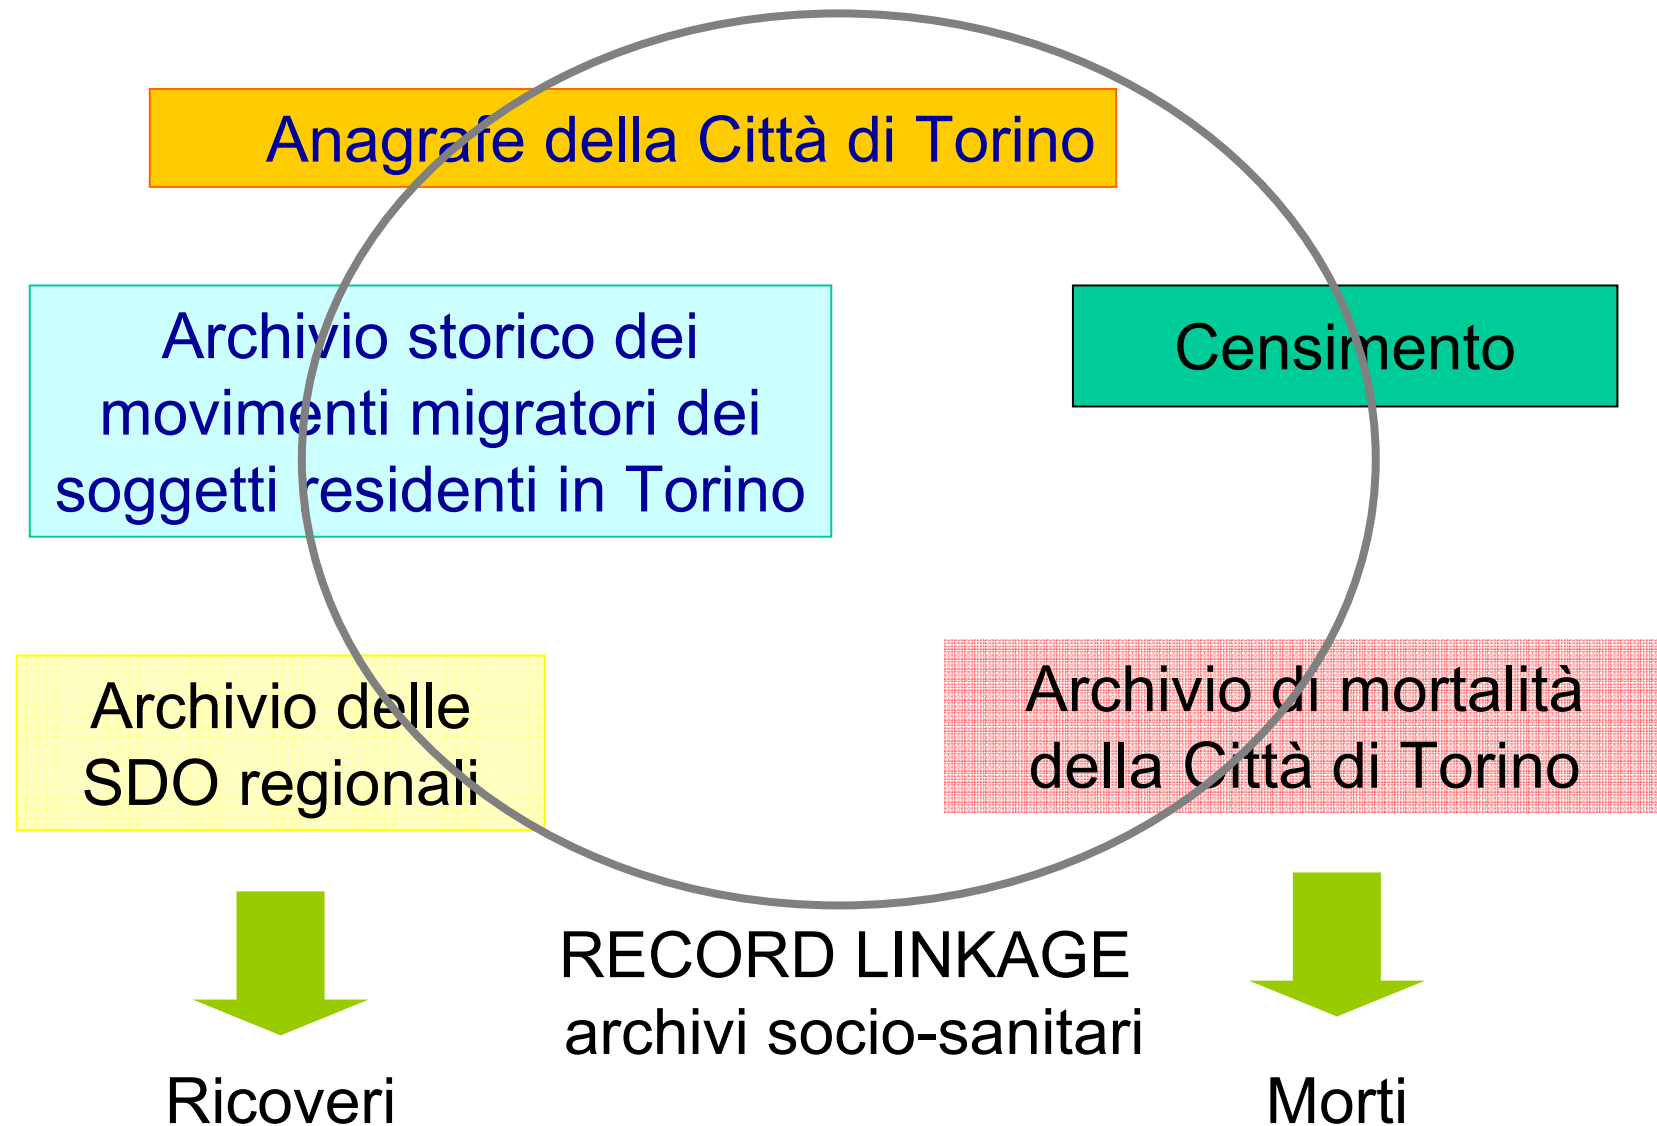 Anagrafe della Città di Torino
Archivio storico dei
movimenti migratori dei
soggetti residenti in Torino
Censimento
Archivio delle
SDO regionali
Archivio di mortalità
della Città di Torino
RECORD LINKAGE
archivi socio-sanitari
Ricoveri
Morti